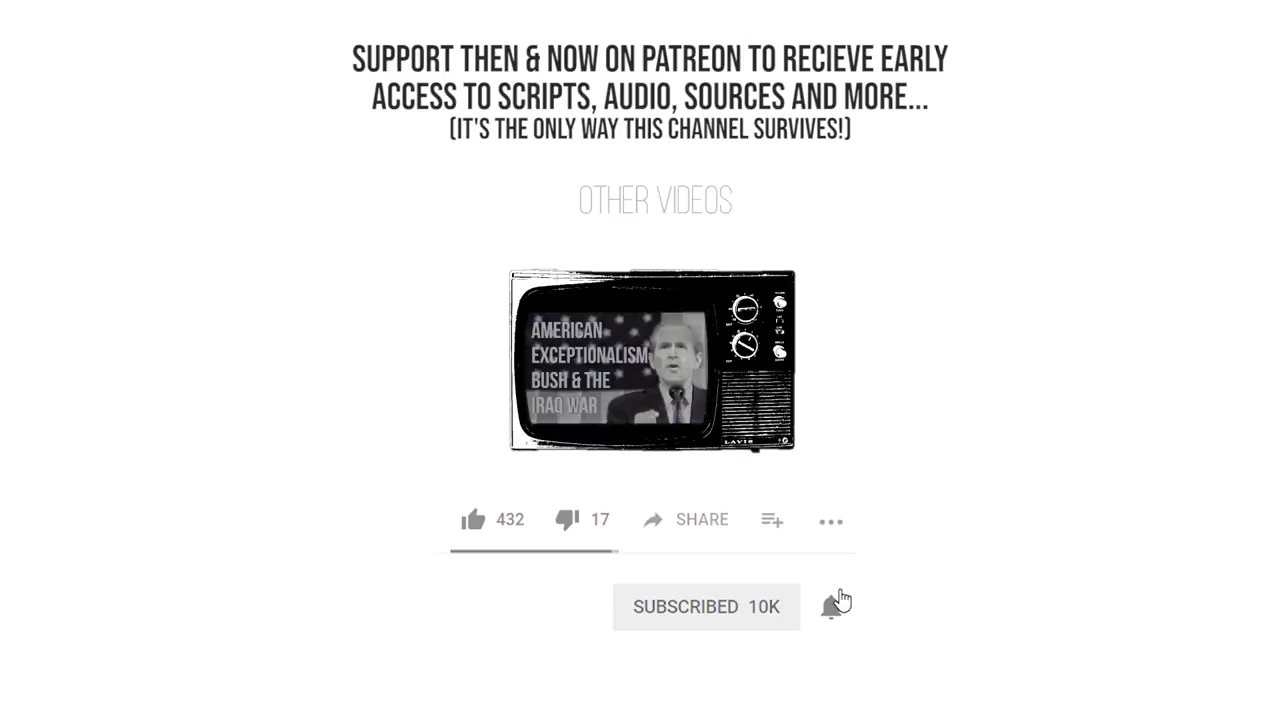 SUPPORT THEN & NOW ON PATREON TO RECIEVE EARLY
ACCESS TO SCRIPTS, AUDIO, SOURCES AND MORE...
(IT'S THE ONLY WAY THIS CHANNEL SURVIVES!)
OTHER VIDEOS
AMERICAN
EXCEPTIONALISM
BUSH & THE
IRAQ WAR
432 17 SHARE
SUBSCRIBED 10K